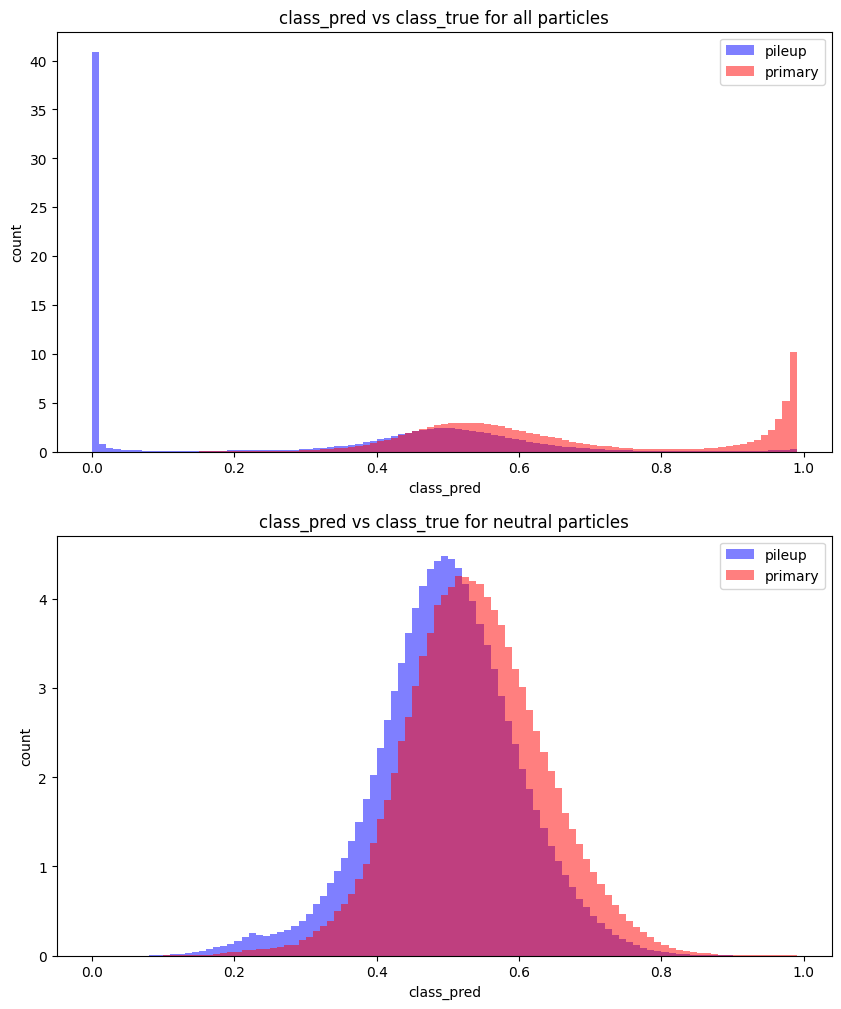 class_pred vs class_true for all particles
pileup
primary
count
40
35
30
25
20
15
10
5
0
0.0 0.2 0.4 0.6 0.8 1.0
class_pred
class_pred vs class_true for neutral particles
pileup
primary
count
4
3
2
1
0
0.0 0.2 0.4 0.6 0.8 1.0
class_pred